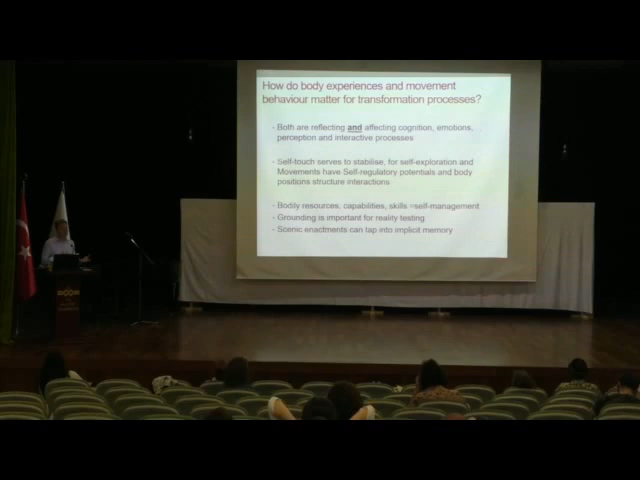 How do body experiences and movement
behaviour matter for transformation processes?
- Both are reflecting and affecting cognition, emotions,
perception and interactive processes
- Self-touch serves to stabilise, for self-exploration and
Movements have Self-regulatory potentials and body
positions structure interactions
- Bodily resources, capabilities, skills =self-management
- Grounding is important for reality testing
- Scenic enactments can tap into implicit memory